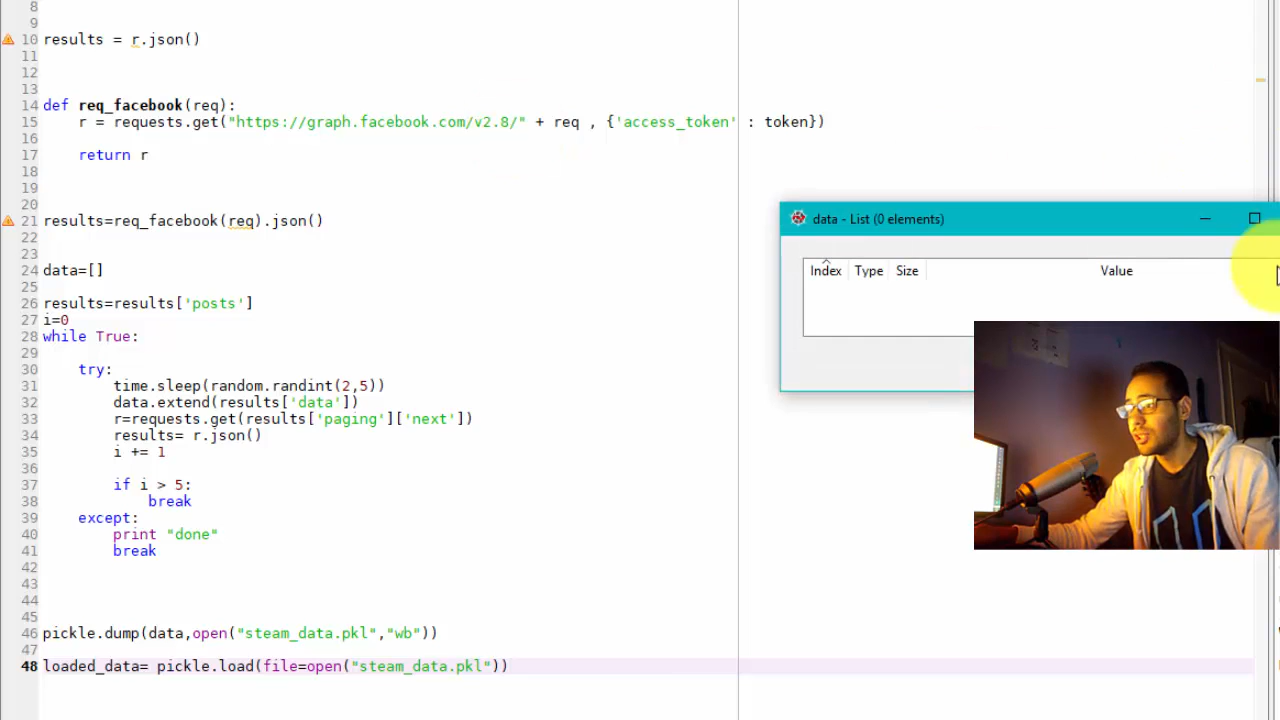 8
9
10 results = r.json()
11
12
13
14 def req_facebook(req):
15 r = requests.get("https://graph.facebook.com/v2.8/" + req , {'access_token' : token})
16
17 return r
18
19
20
21 results=req_facebook(req).json()
22
23
24 data=[]
25
26 results=results['posts']
27 i=0
28 while True:
29
30 try:
31 time.sleep(random.randint(2,5))
32 data.extend(results['data'])
33 r=requests.get(results['paging']['next'])
34 results= r.json()
35 i += 1
36
37 if i > 5:
38 break
39 except:
40 print "done"
41 break
42
43
44
45
46 pickle.dump(data,open("steam_data.pkl","wb"))
47
48 loaded_data= pickle.load(file=open("steam_data.pkl"))
data - List (0 elements)
Index Type Size Value